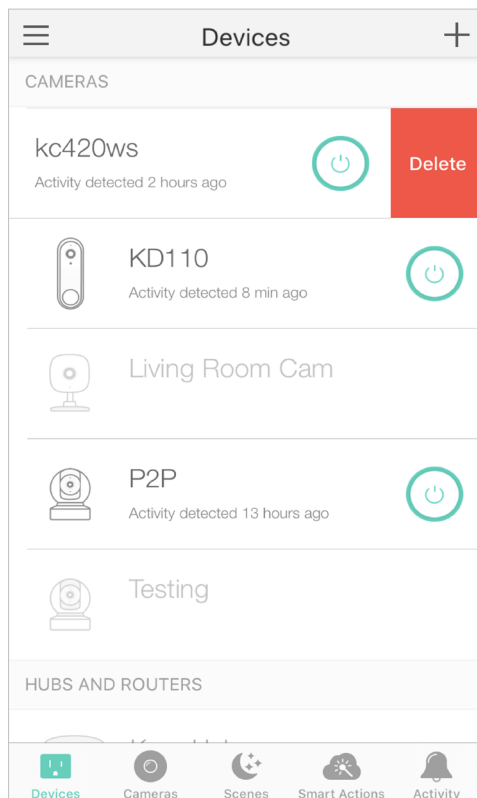 Devices
CAMERAS
kc420ws
Activity detected 2 hours ago
Delete
KD110
Activity detected 8 min ago
Living Room Cam
P2P
Activity detected 13 hours ago
Testing
HUBS AND ROUTERS
Devices
Cameras
Scenes
Smart Actions
Activity